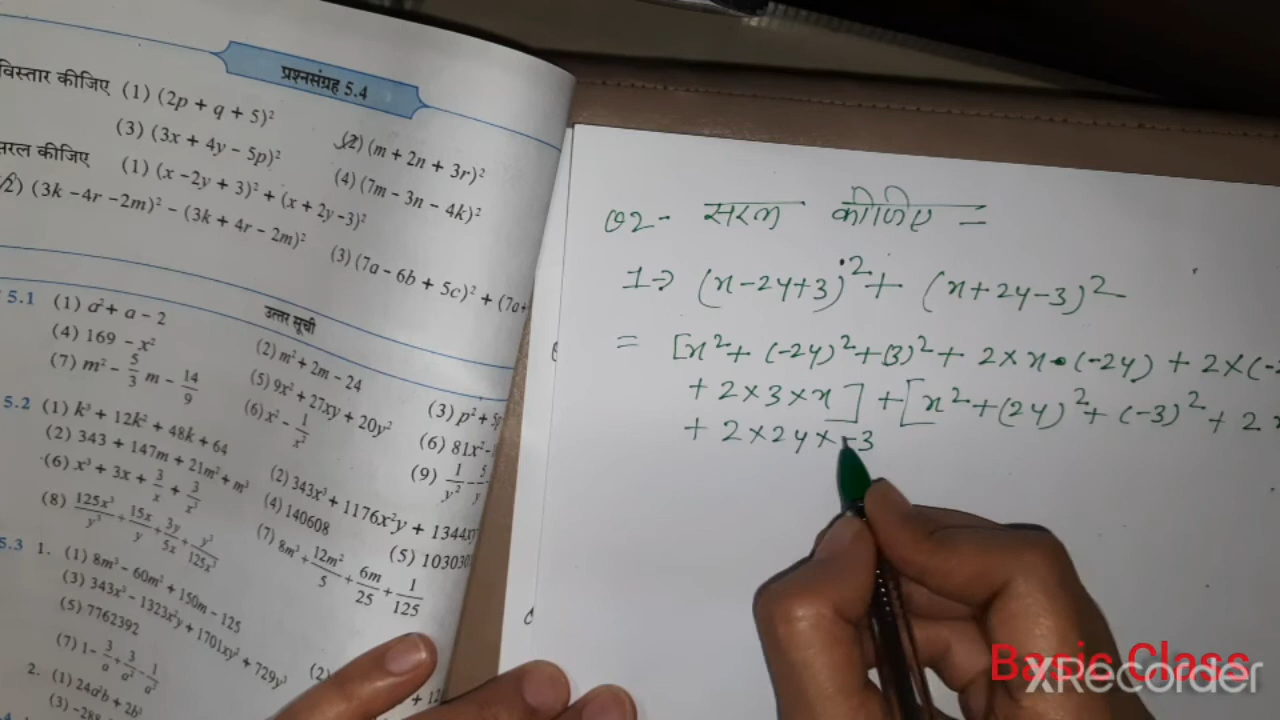 प्रश्नसंग्रह 5.4
विस्तार कीजिए (1) (2p + q + 5)² (2) (m + 2n + 3r)²
(3) (3x + 4y – 5p)² (4) (7m – 3n – 4k)²
सरल कीजिए (1) (x – 2y + 3)² + (x + 2y – 3)²
(2) (3k – 4r – 2m)² – (3k + 4r – 2m)² (3) (7a – 6b + 5c)² + (7a+
उत्तर सूची
5.1 (1) a² + a – 2 (2) m² + 2m – 24
(4) 169 – x² (5) 9x² + 27xy + 20y² (3) p² +
(7) m² – 5/3 m – 14/9 (6) x² – 1/x² (6) 81x²
5.2 (1) k³ + 12k² + 48k + 64 (9) 1/y² – 5/y
(2) 343 + 147m + 21m² + m³ (2) 343x³ + 1176x²y + 1344xy
(6) x³ + 3x + 3/x + 3/x³ (4) 140608 (5) 103030
(8) 125x³/y³ + 15x/y + 3y/5x + y³/125x³ (7) 8m³ + 12m²/5 + 6m/25 + 1/125
5.3 1. (1) 8m³ – 60m² + 150m – 125
(3) 343x³ – 1323x²y + 1701xy² + 729y³
(5) 7762392 (2)
(7) 1 – 3/a + 3/a² – 1/a³
2. (1) 24a²b + 2b³
(3) –288
Q2- सरल कीजिए =
1⇒ (x-2y+3)² + (x+2y-3)²
= [x² + (-2y)² + (3)² + 2×x•(-2y) + 2×(-2
+ 2×3×x] + [x² + (2y)² + (-3)² + 2
+ 2×2y×-3
Basic Class
XRecorder